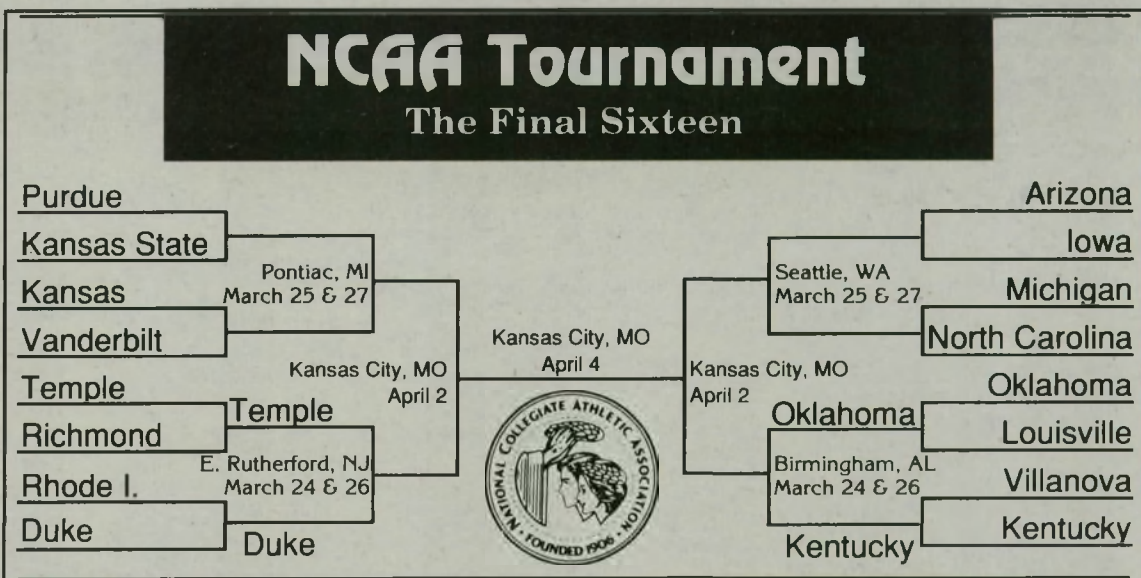 NCAA Tournament
The Final Sixteen
Purdue
Kansas State
Kansas
Vanderbilt
Temple
Richmond
Rhode I.
Duke
Pontiac, MI
March 25 & 27
Temple
E. Rutherford, NJ
March 24 & 26
Duke
Kansas City, MO
April 2
Kansas City, MO
April 4
NATIONAL COLLEGIATE ATHLETIC ASSOCIATION
FOUNDED 1906
Kansas City, MO
April 2
Seattle, WA
March 25 & 27
Oklahoma
Birmingham, AL
March 24 & 26
Kentucky
Arizona
Iowa
Michigan
North Carolina
Oklahoma
Louisville
Villanova
Kentucky